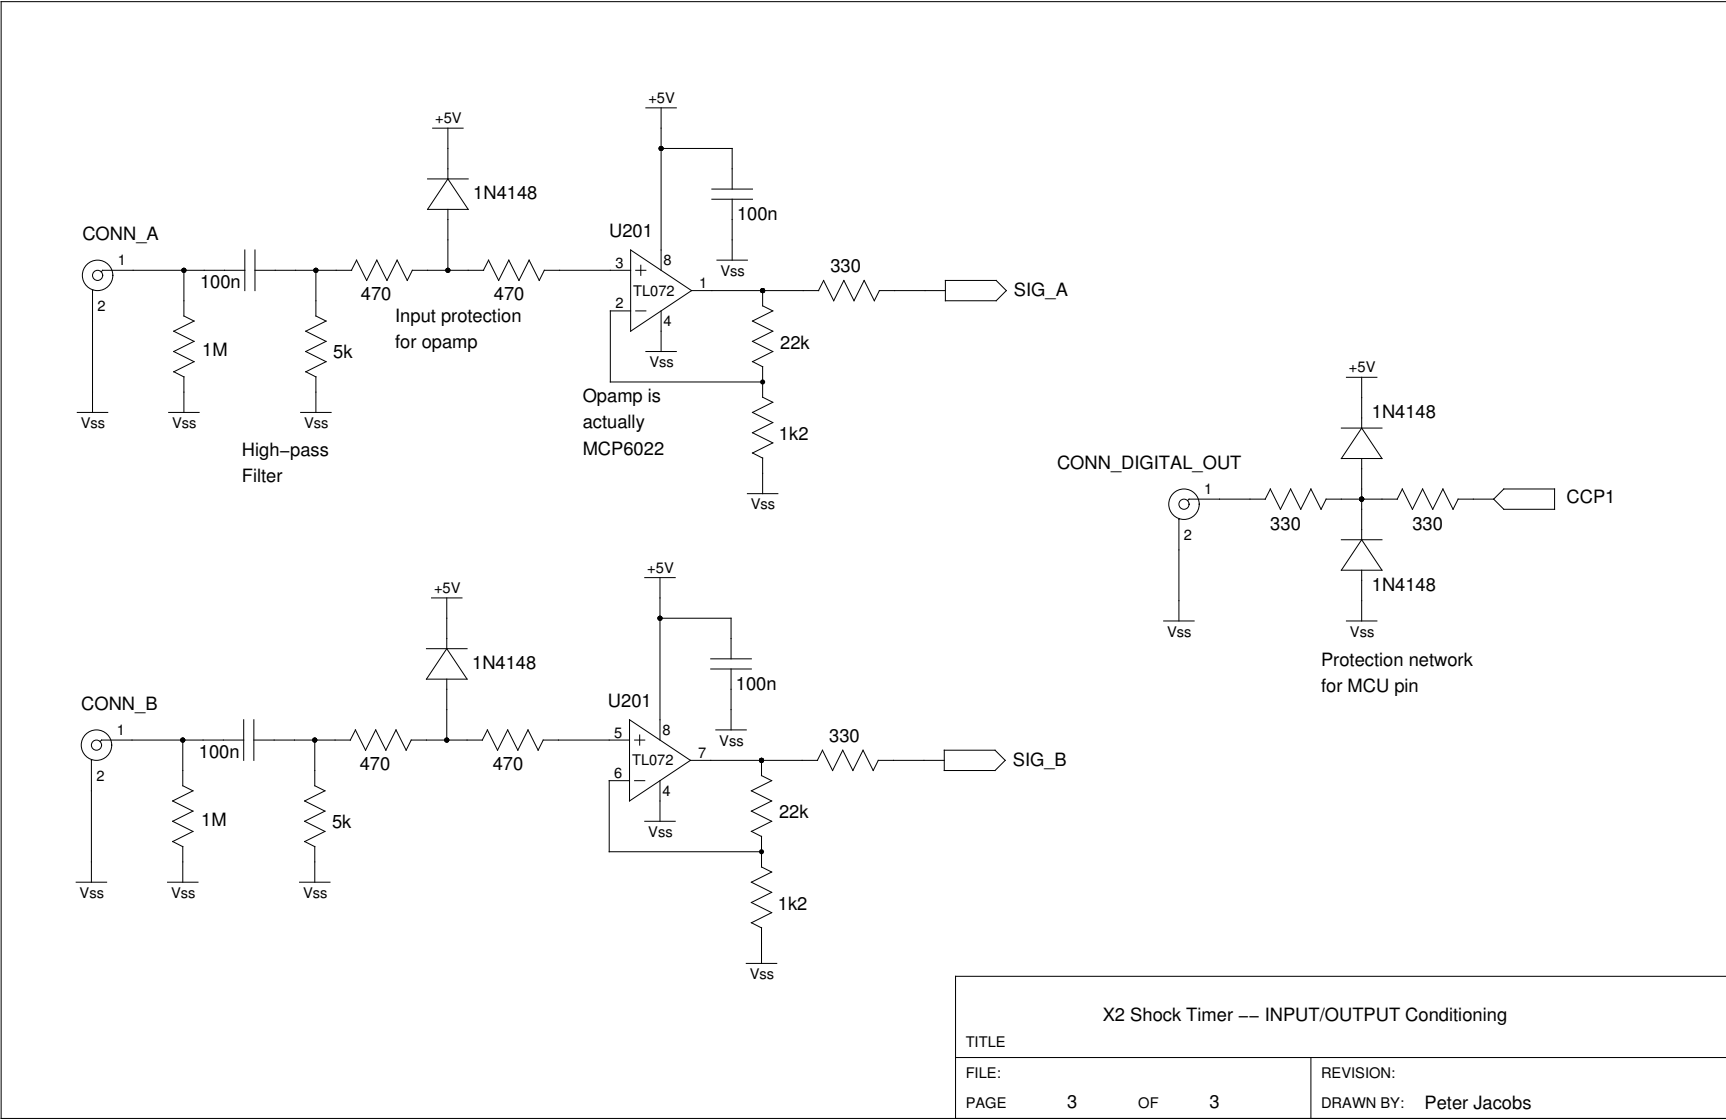 +5V
1N4148
CONN_A
1
2
Vss
100n
1M
Vss
5k
Vss
High-pass
Filter
470
470
Input protection
for opamp
+5V
100n
Vss
U201
3
+
8
TL072
1
2
−
4
Vss
22k
1k2
Vss
Opamp is
actually
MCP6022
330
SIG_A
+5V
1N4148
CONN_DIGITAL_OUT
1
2
Vss
330
330
CCP1
1N4148
Vss
Protection network
for MCU pin
+5V
1N4148
CONN_B
1
2
Vss
100n
1M
Vss
5k
Vss
470
470
+5V
100n
Vss
U201
5
+
8
TL072
7
6
−
4
Vss
22k
1k2
Vss
330
SIG_B
X2 Shock Timer −− INPUT/OUTPUT Conditioning
TITLE
FILE:
REVISION:
PAGE 3 OF 3
DRAWN BY: Peter Jacobs